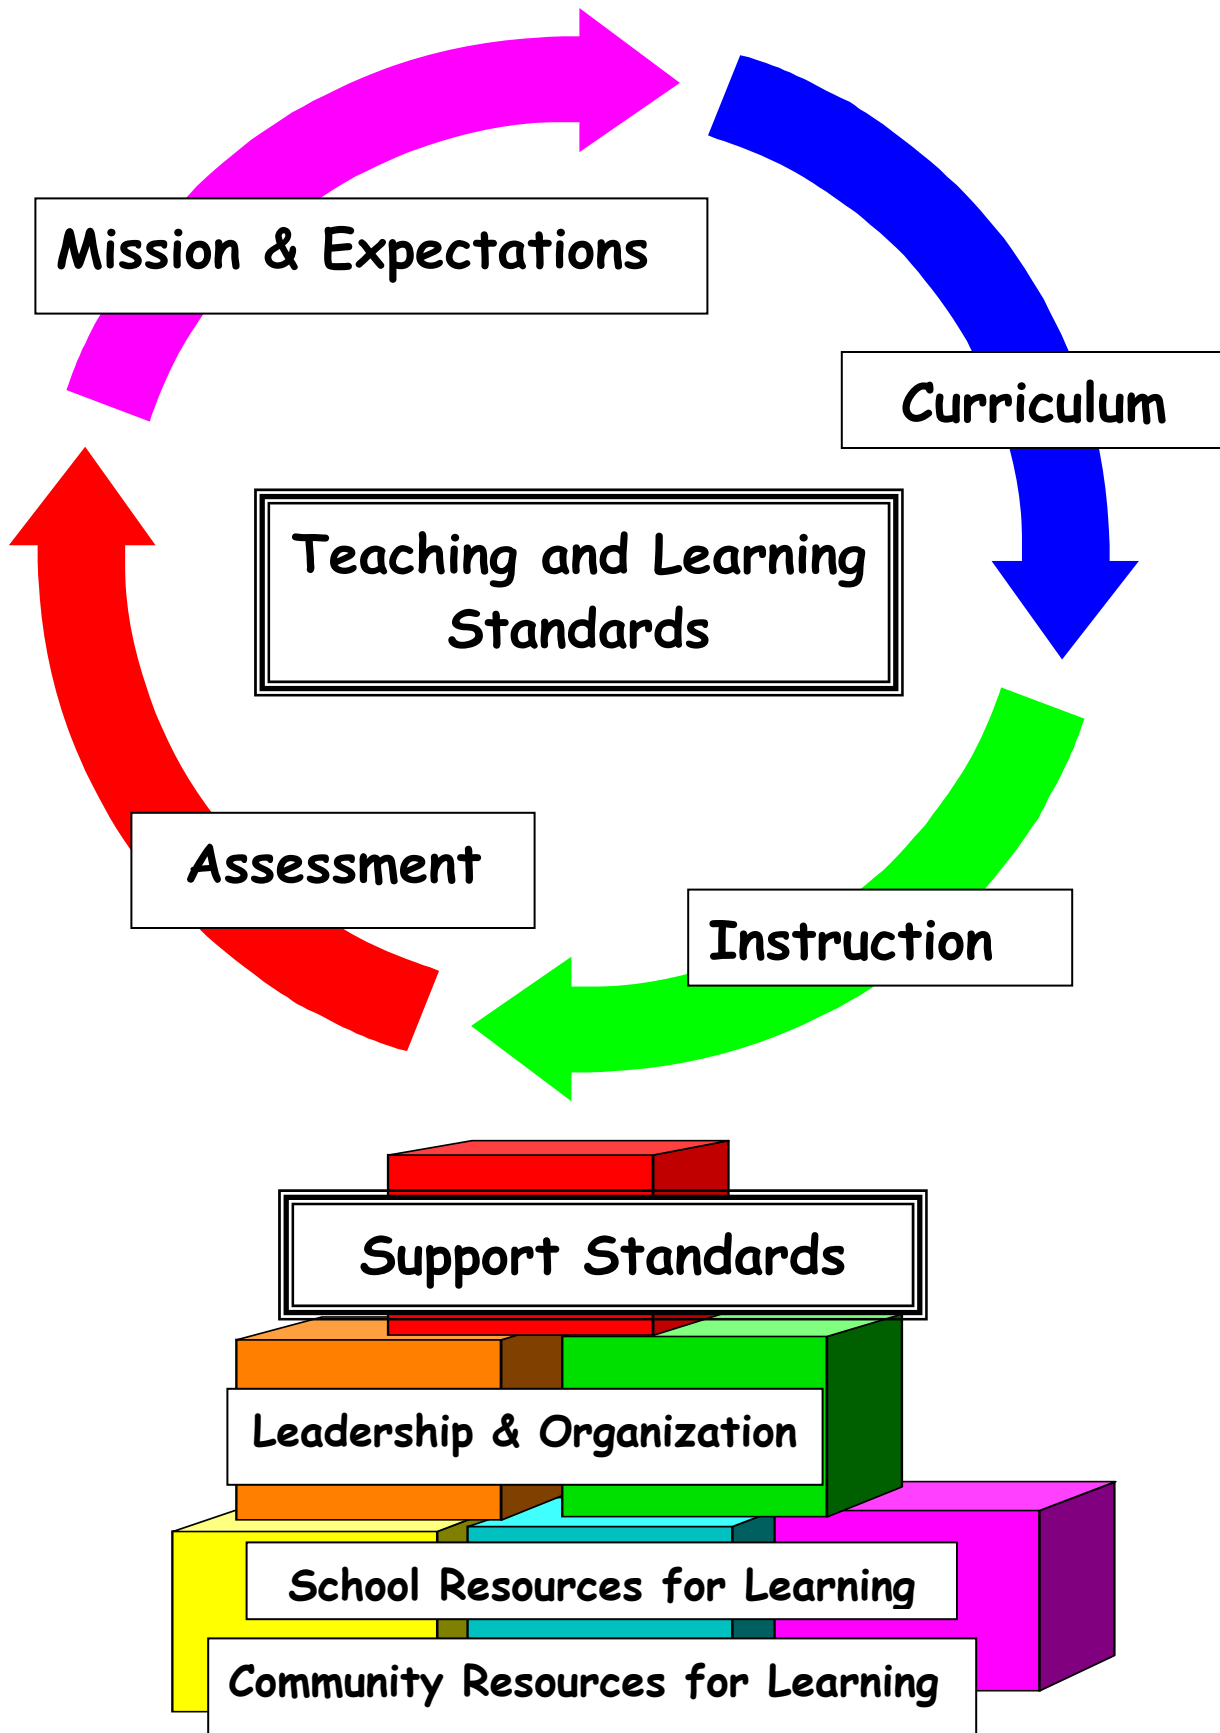 Mission & Expectations
Curriculum
Teaching and Learning
Standards
Assessment
Instruction
Support Standards
Leadership & Organization
School Resources for Learning
Community Resources for Learning